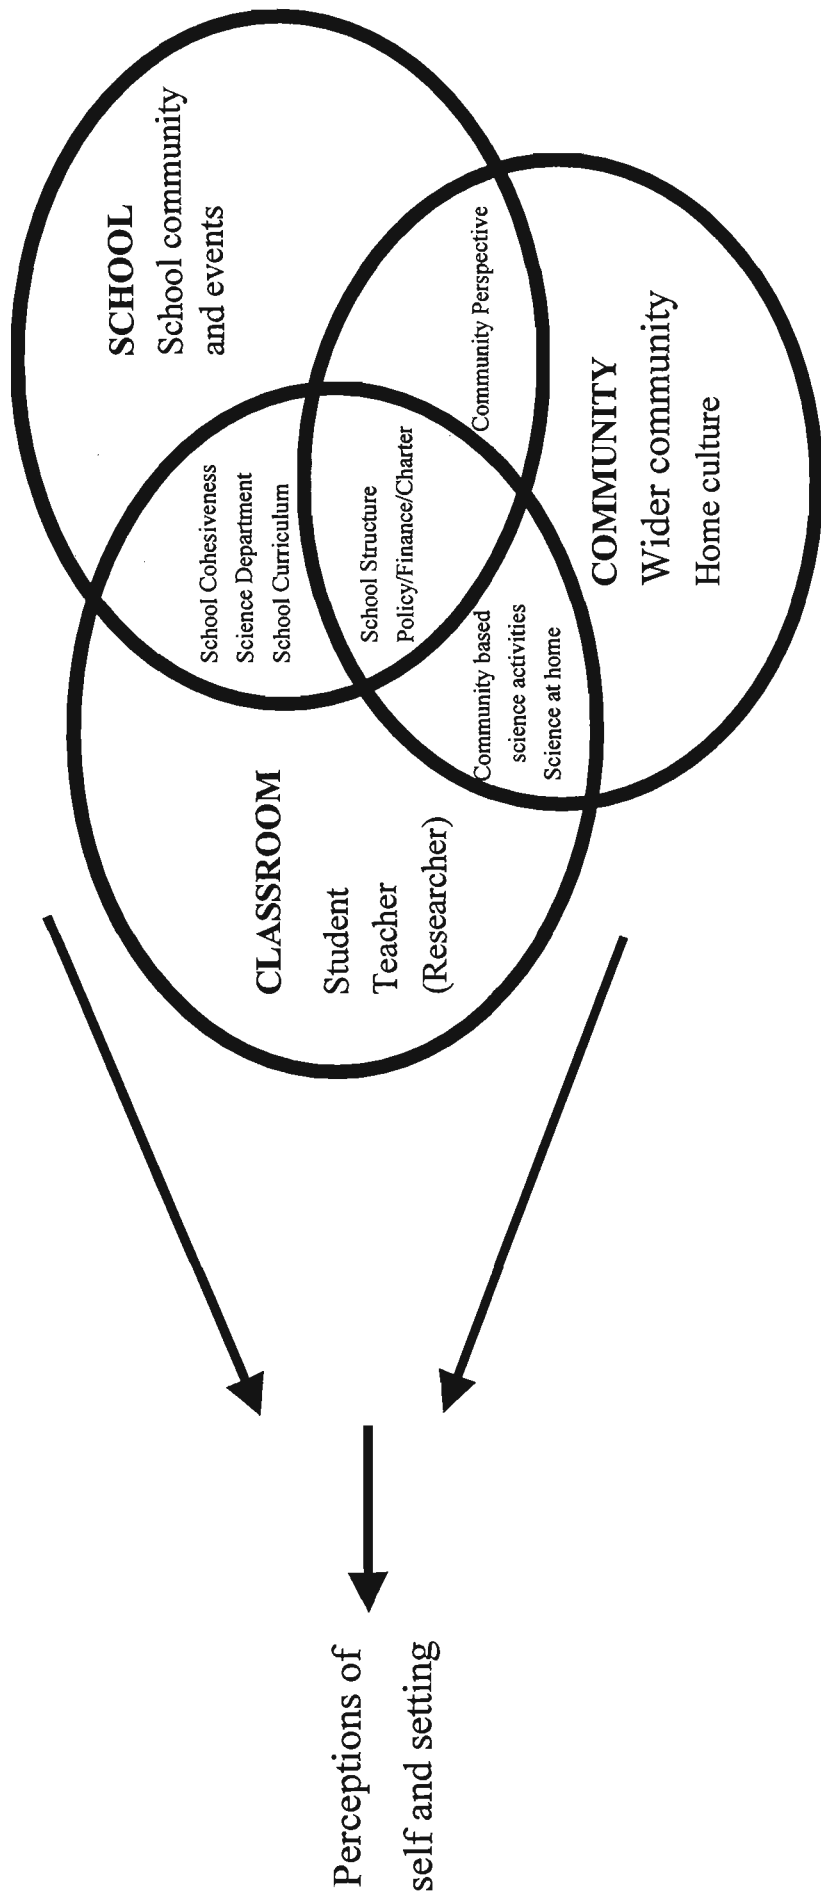 SCHOOL
School community
and events
School Cohesiveness
Science Department
School Curriculum
CLASSROOM
Student
Teacher
(Researcher)
School Structure
Policy/Finance/Charter
Community Perspective
Community based
science activities
Science at home
COMMUNITY
Wider community
Home culture
Perceptions of
self and setting